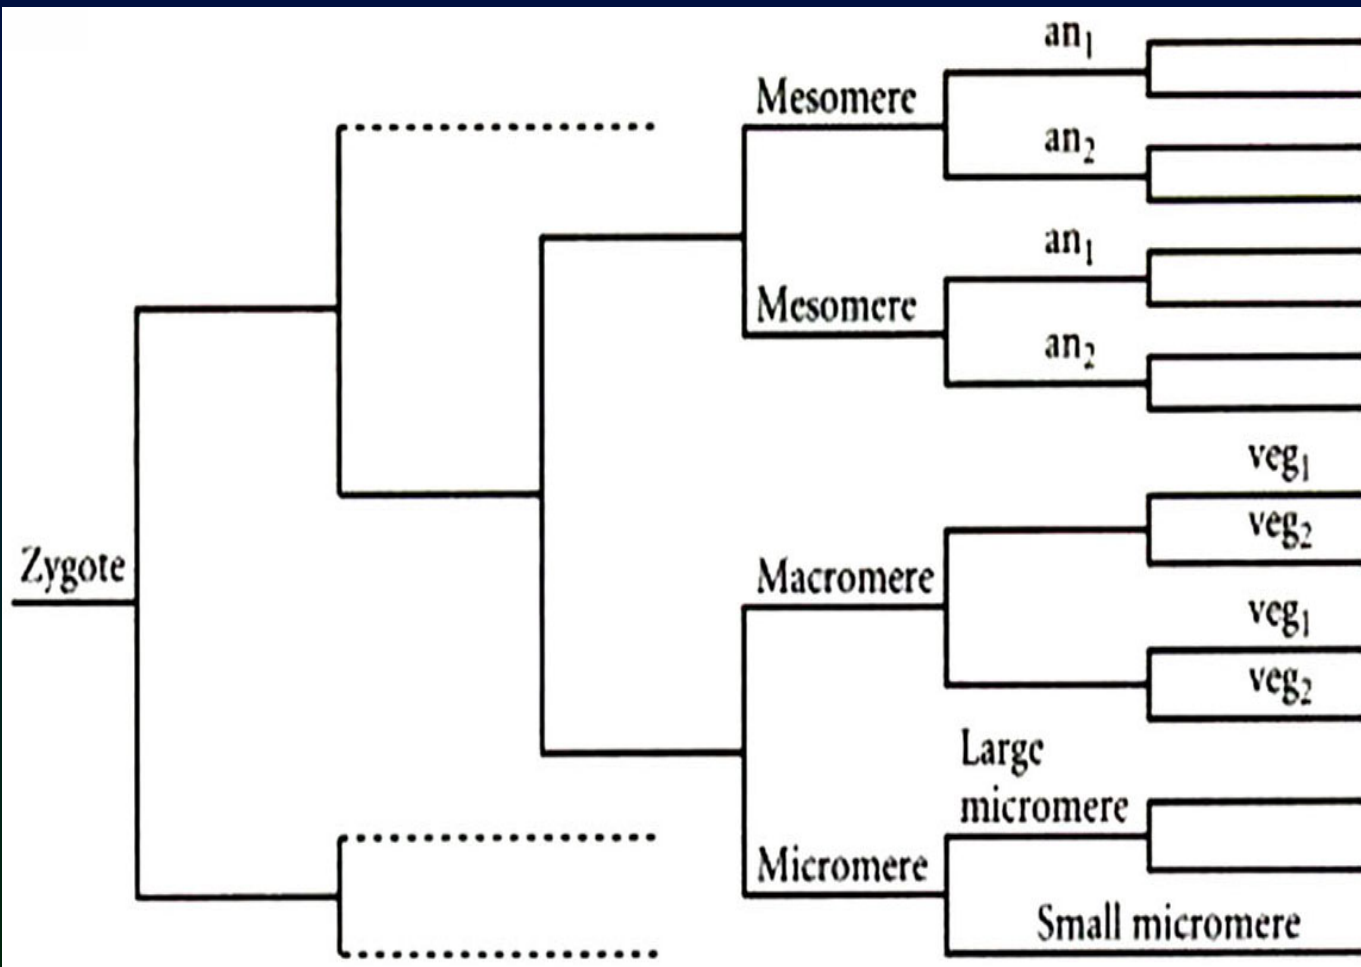 an₁
Mesomere
an₂
an₁
Mesomere
an₂
veg₁
veg₂
Zygote
Macromere
veg₁
veg₂
Large
micromere
Micromere
Small micromere